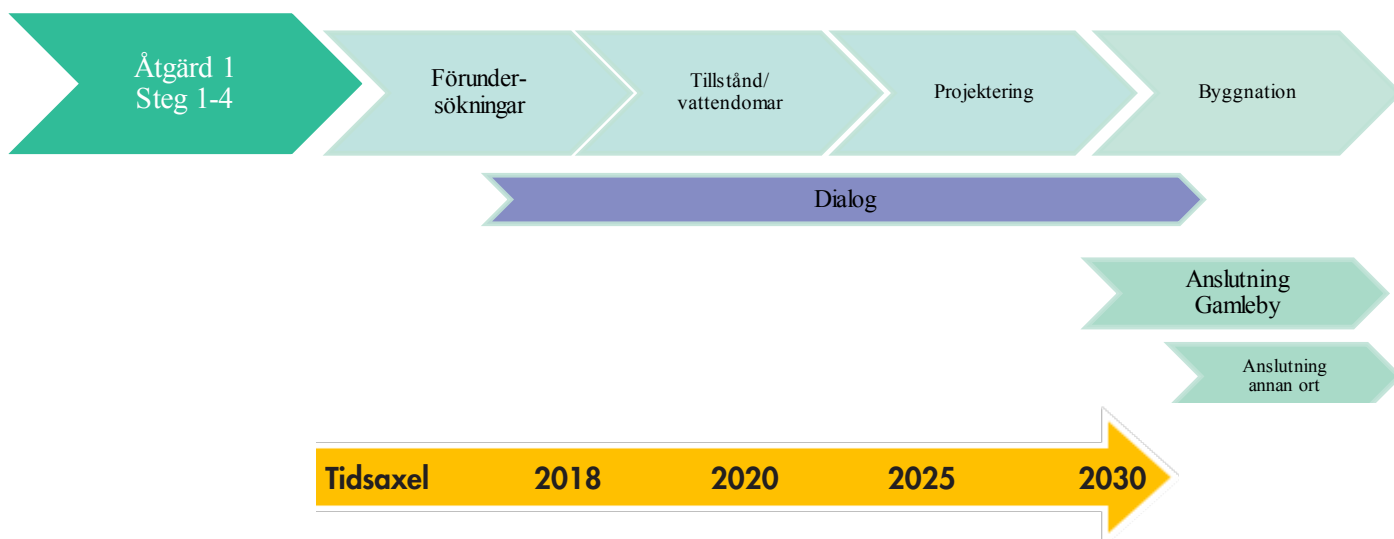 Åtgärd 1
Steg 1-4
Förunder-
sökningar
Tillstånd/
vattendomar
Projektering
Byggnation
Dialog
Anslutning
Gamleby
Anslutning
annan ort
Tidsaxel 2018 2020 2025 2030